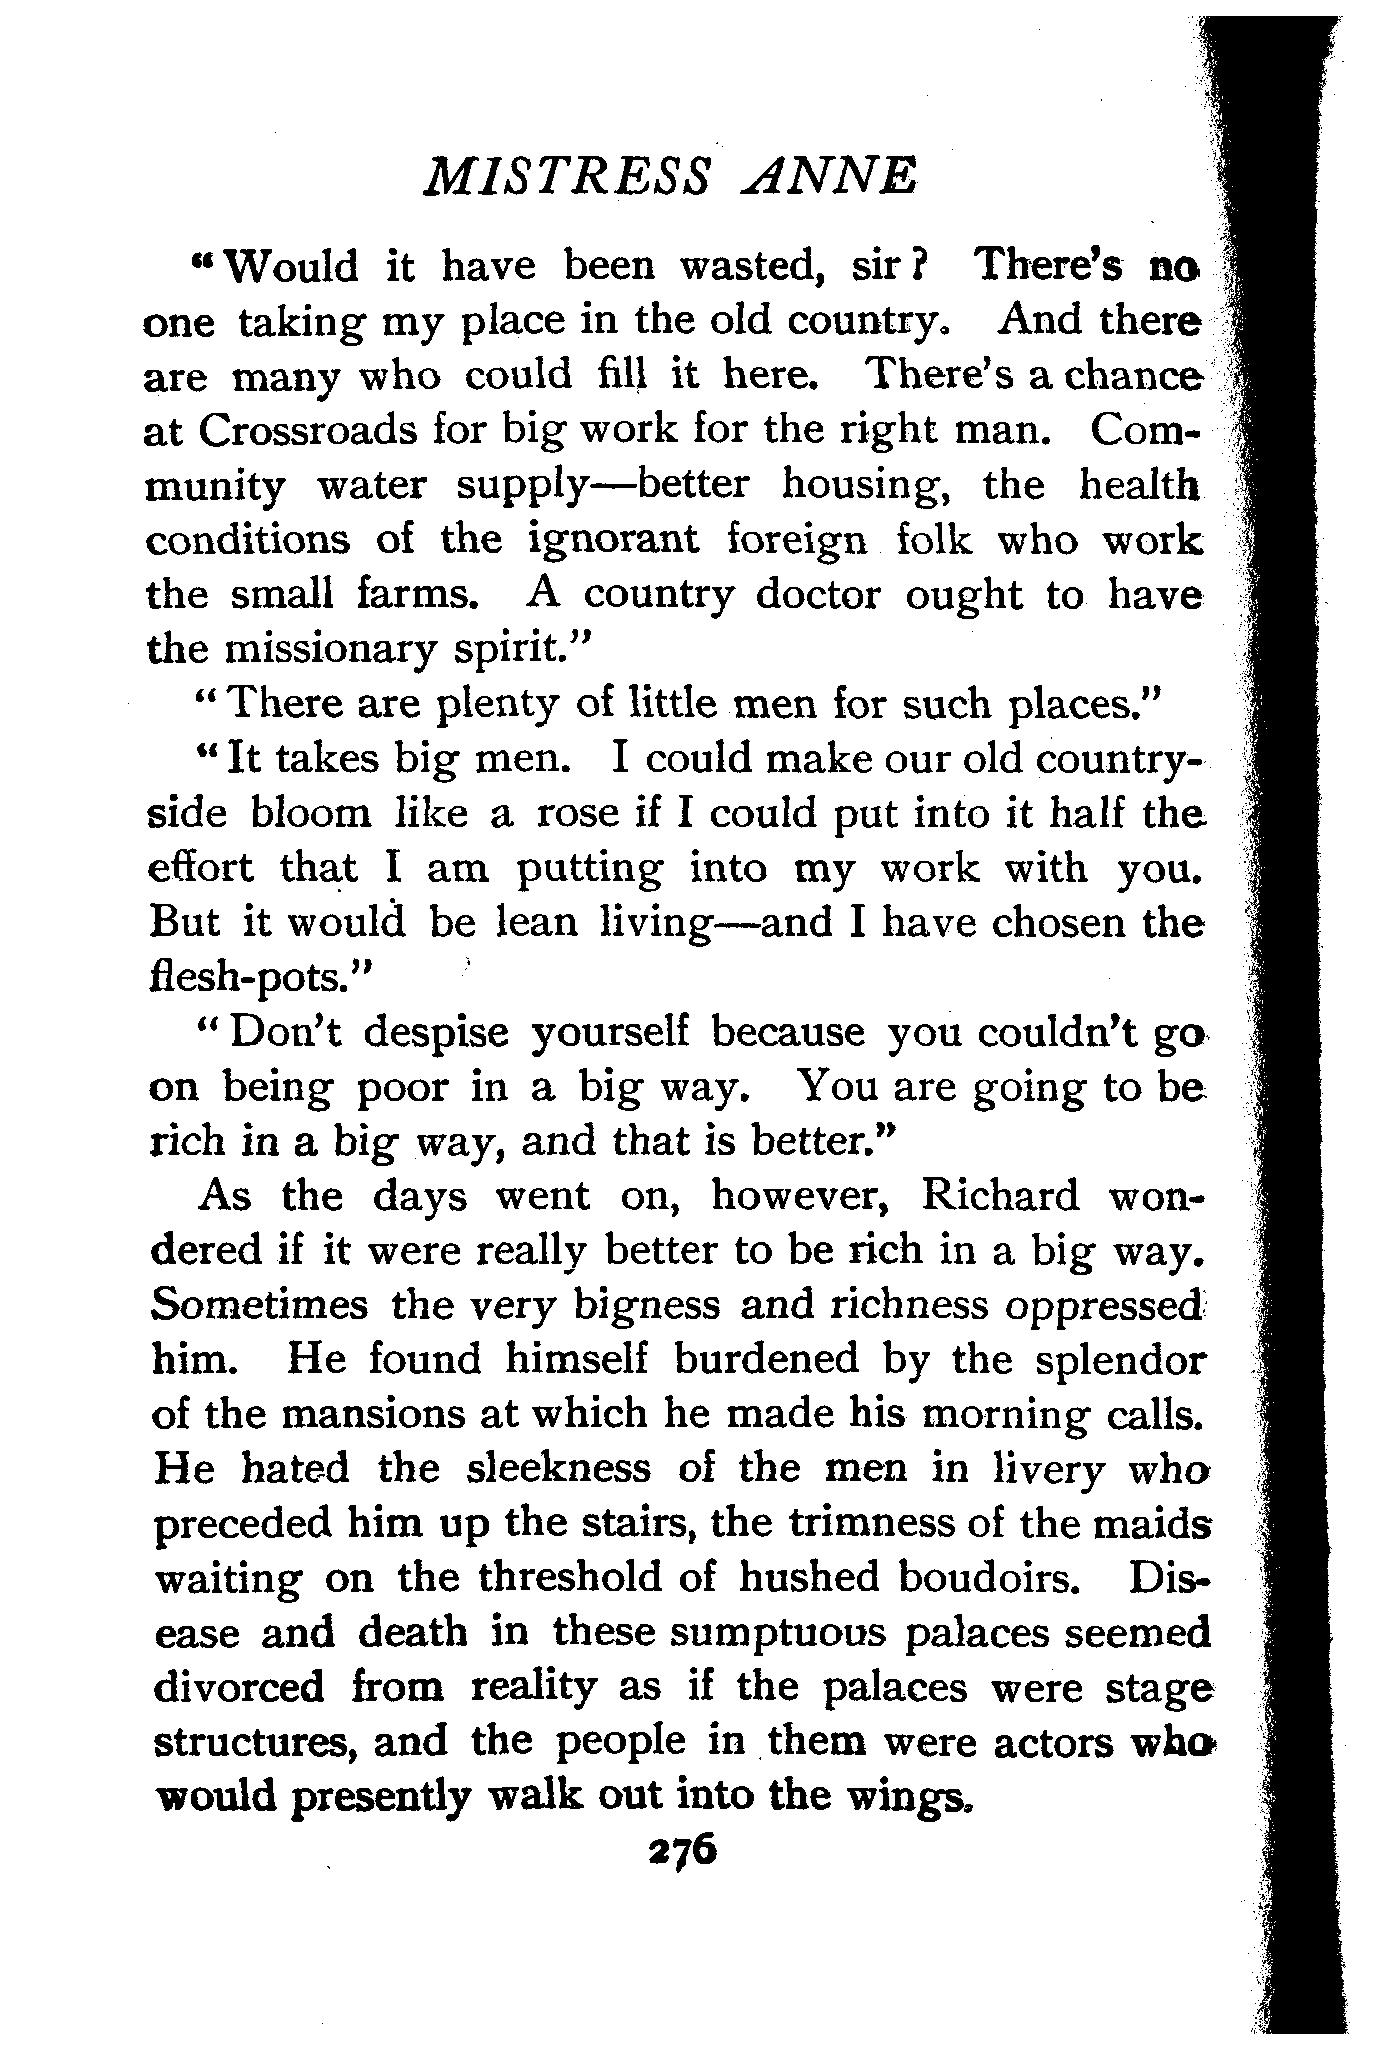 MISTRESS ANNE
“Would it have been wasted, sir? There's no
one taking my place in the old country. And there
are many who could fill it here. There's a chance
at Crossroads for big work for the right man. Com-
munity water supply—better housing, the health
conditions of the ignorant foreign folk who work
the small farms. A country doctor ought to have
the missionary spirit.”
“There are plenty of little men for such places.”
“It takes big men. I could make our old country-
side bloom like a rose if I could put into it half the
effort that I am putting into my work with you.
But it would be lean living—and I have chosen the
flesh-pots.”
“Don't despise yourself because you couldn't go
on being poor in a big way. You are going to be
rich in a big way, and that is better.”
As the days went on, however, Richard won-
dered if it were really better to be rich in a big way.
Sometimes the very bigness and richness oppressed
him. He found himself burdened by the splendor
of the mansions at which he made his morning calls.
He hated the sleekness of the men in livery who
preceded him up the stairs, the trimness of the maids
waiting on the threshold of hushed boudoirs. Dis-
ease and death in these sumptuous palaces seemed
divorced from reality as if the palaces were stage
structures, and the people in them were actors who
would presently walk out into the wings.
276